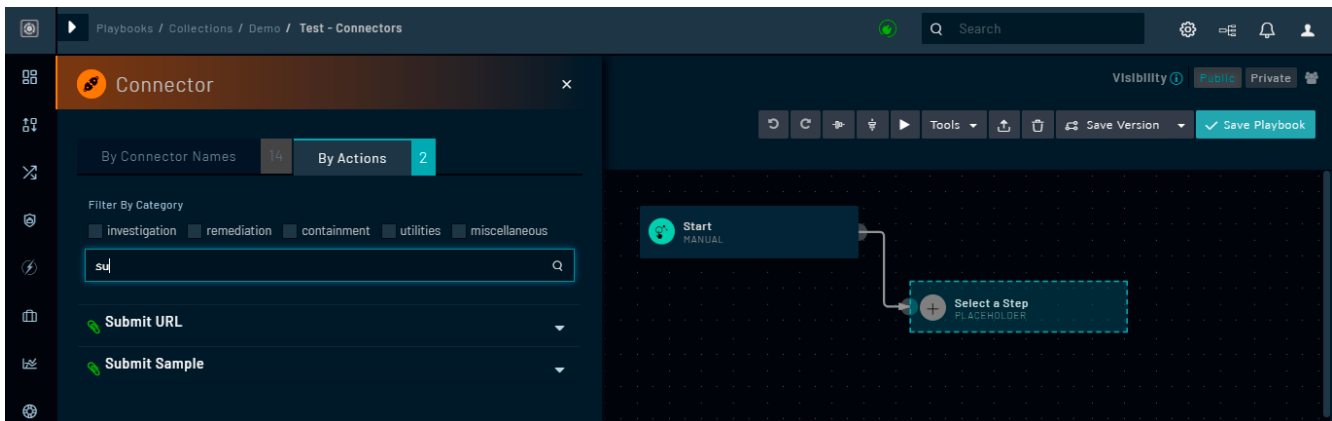 Playbooks / Collections / Demo / Test - Connectors
Search
Connector
Visibility
Public
Private
Tools
Save Version
Save Playbook
By Connector Names 14
By Actions 2
Filter By Category
investigation
remediation
containment
utilities
miscellaneous
su
Submit URL
Submit Sample
Start
MANUAL
Select a Step
PLACEHOLDER